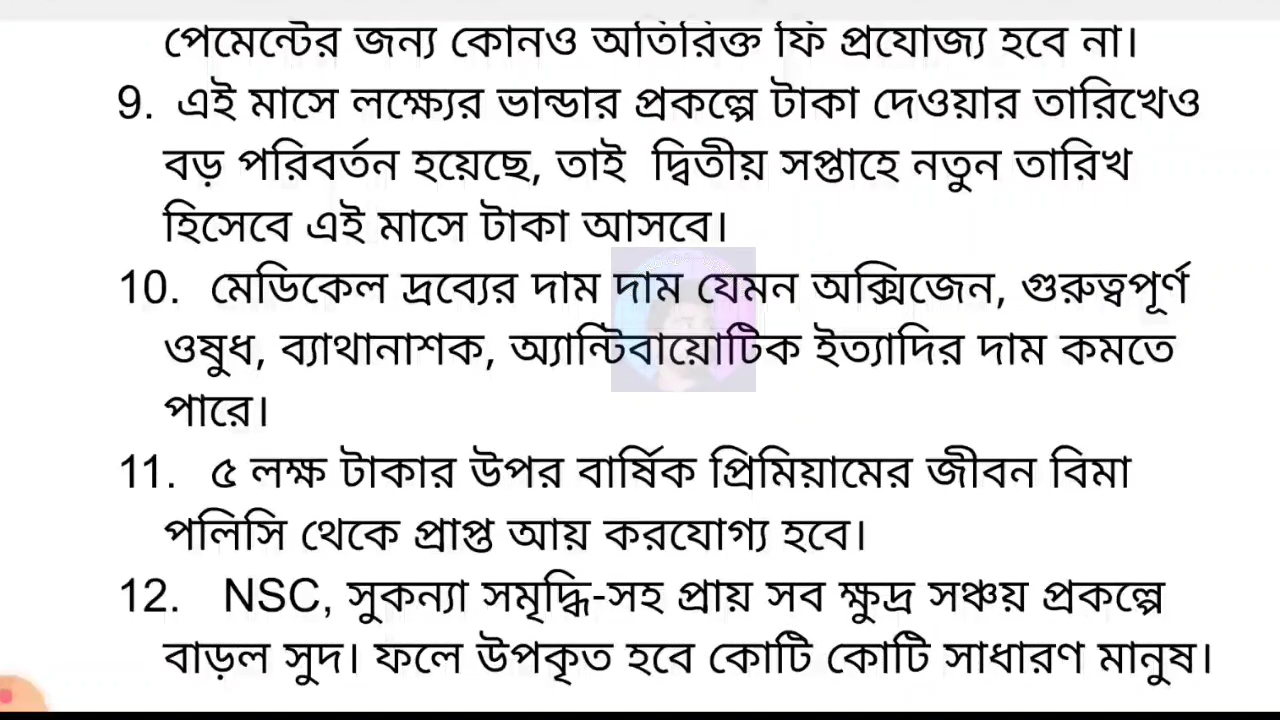 পেমেন্টের জন্য কোনও অতিরিক্ত ফি প্রযোজ্য হবে না।
9. এই মাসে লক্ষ্যের ভান্ডার প্রকল্পে টাকা দেওয়ার তারিখেও
বড় পরিবর্তন হয়েছে, তাই দ্বিতীয় সপ্তাহে নতুন তারিখ
হিসেবে এই মাসে টাকা আসবে।
10. মেডিকেল দ্রব্যের দাম দাম যেমন অক্সিজেন, গুরুত্বপূর্ণ
ওষুধ, ব্যাথানাশক, অ্যান্টিবায়োটিক ইত্যাদির দাম কমতে
পারে।
11. ৫ লক্ষ টাকার উপর বার্ষিক প্রিমিয়ামের জীবন বিমা
পলিসি থেকে প্রাপ্ত আয় করযোগ্য হবে।
12. NSC, সুকন্যা সমৃদ্ধি-সহ প্রায় সব ক্ষুদ্র সঞ্চয় প্রকল্পে
বাড়ল সুদ। ফলে উপকৃত হবে কোটি কোটি সাধারণ মানুষ।